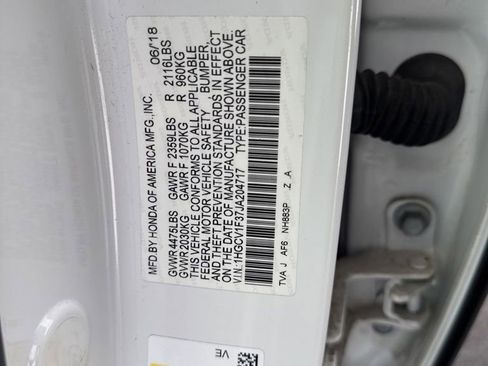 MFD.BY HONDA OF AMERICA MFG.,INC. 06/18
GVWR 4475LBS GAWR F 2359LBS R 2116LBS
GVWR 2030KG GAWR F 1070KG R 960KG
THIS VEHICLE CONFORMS TO ALL APPLICABLE
FEDERAL MOTOR VEHICLE SAFETY, BUMPER,
AND THEFT PREVENTION STANDARDS IN EFFECT
ON THE DATE OF MANUFACTURE SHOWN ABOVE.
V.I.N.:1HGCV1F37JA204717 TYPE:PASSENGER CAR
TVA J AF6 NH883P Z A
VE